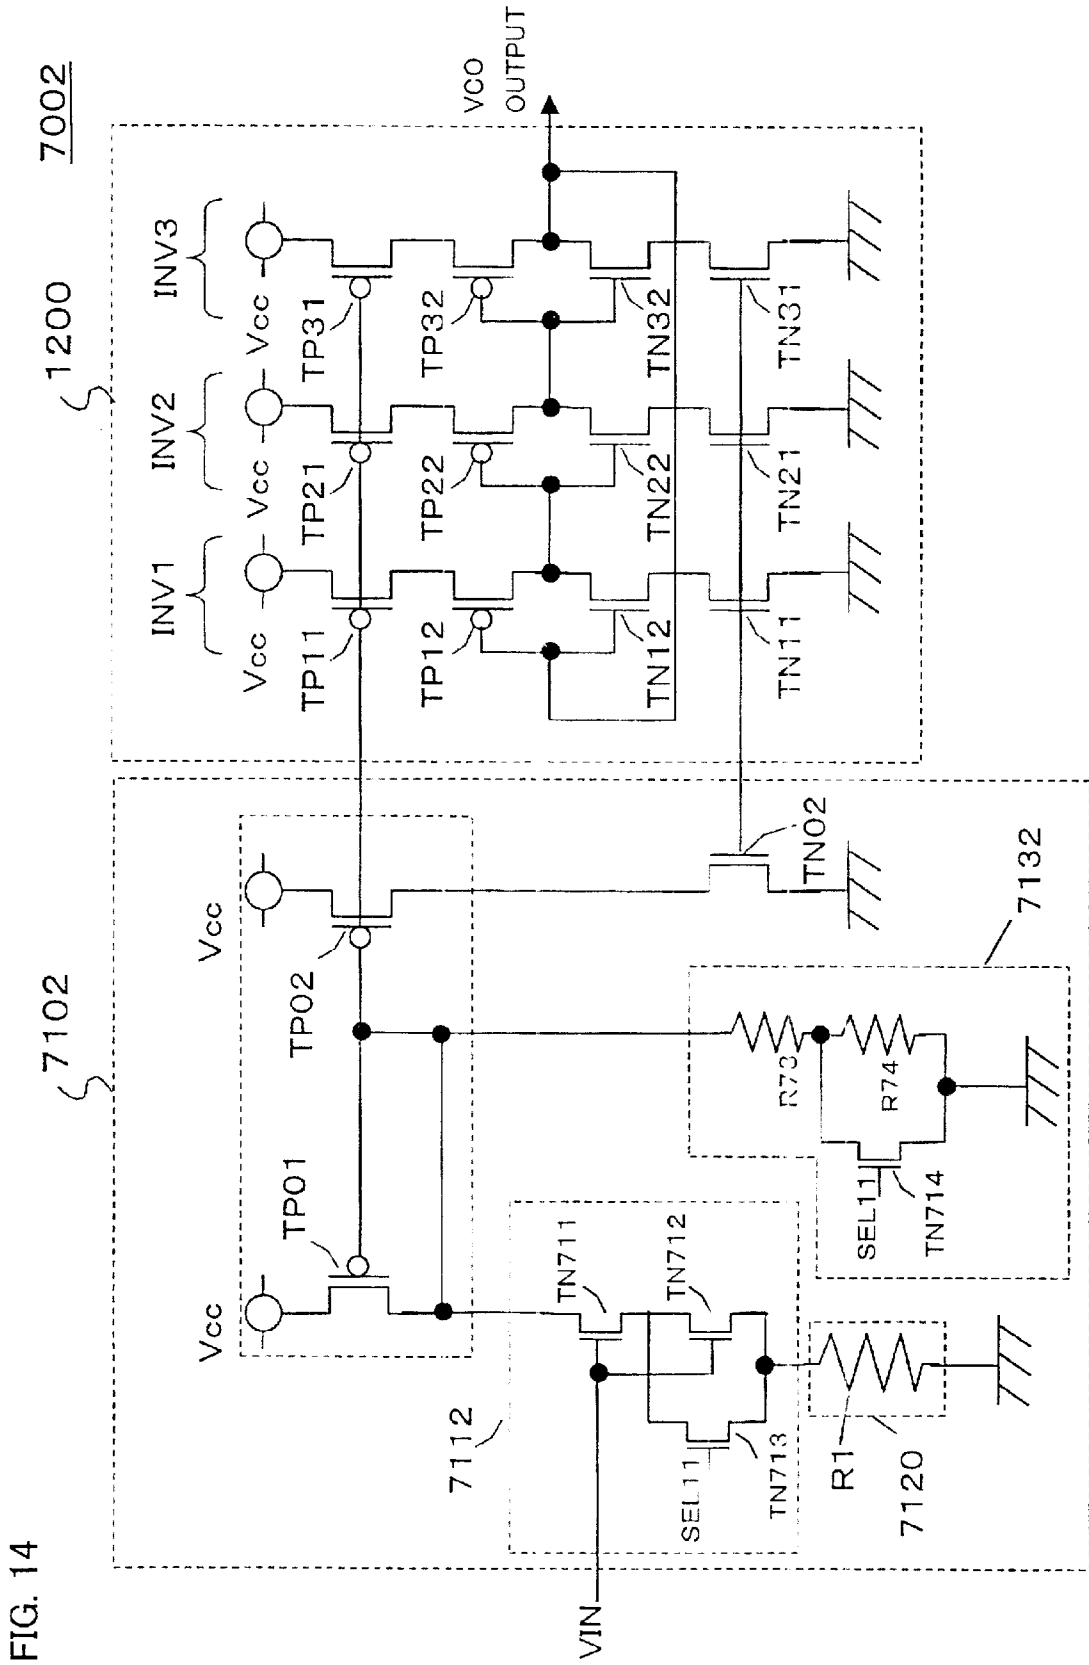 FIG. 14
7002
7102
1200
INV1
INV2
INV3
Vcc
Vcc
Vcc
Vcc
Vcc
TP01
TP02
TP11
TP21
TP31
TP12
TP22
TP32
VCO
OUTPUT
7112
TN711
TN712
SEL11
TN713
VIN
R1
7120
R73
R74
SEL11
TN714
7132
TN02
TN12
TN22
TN32
TN11
TN21
TN31